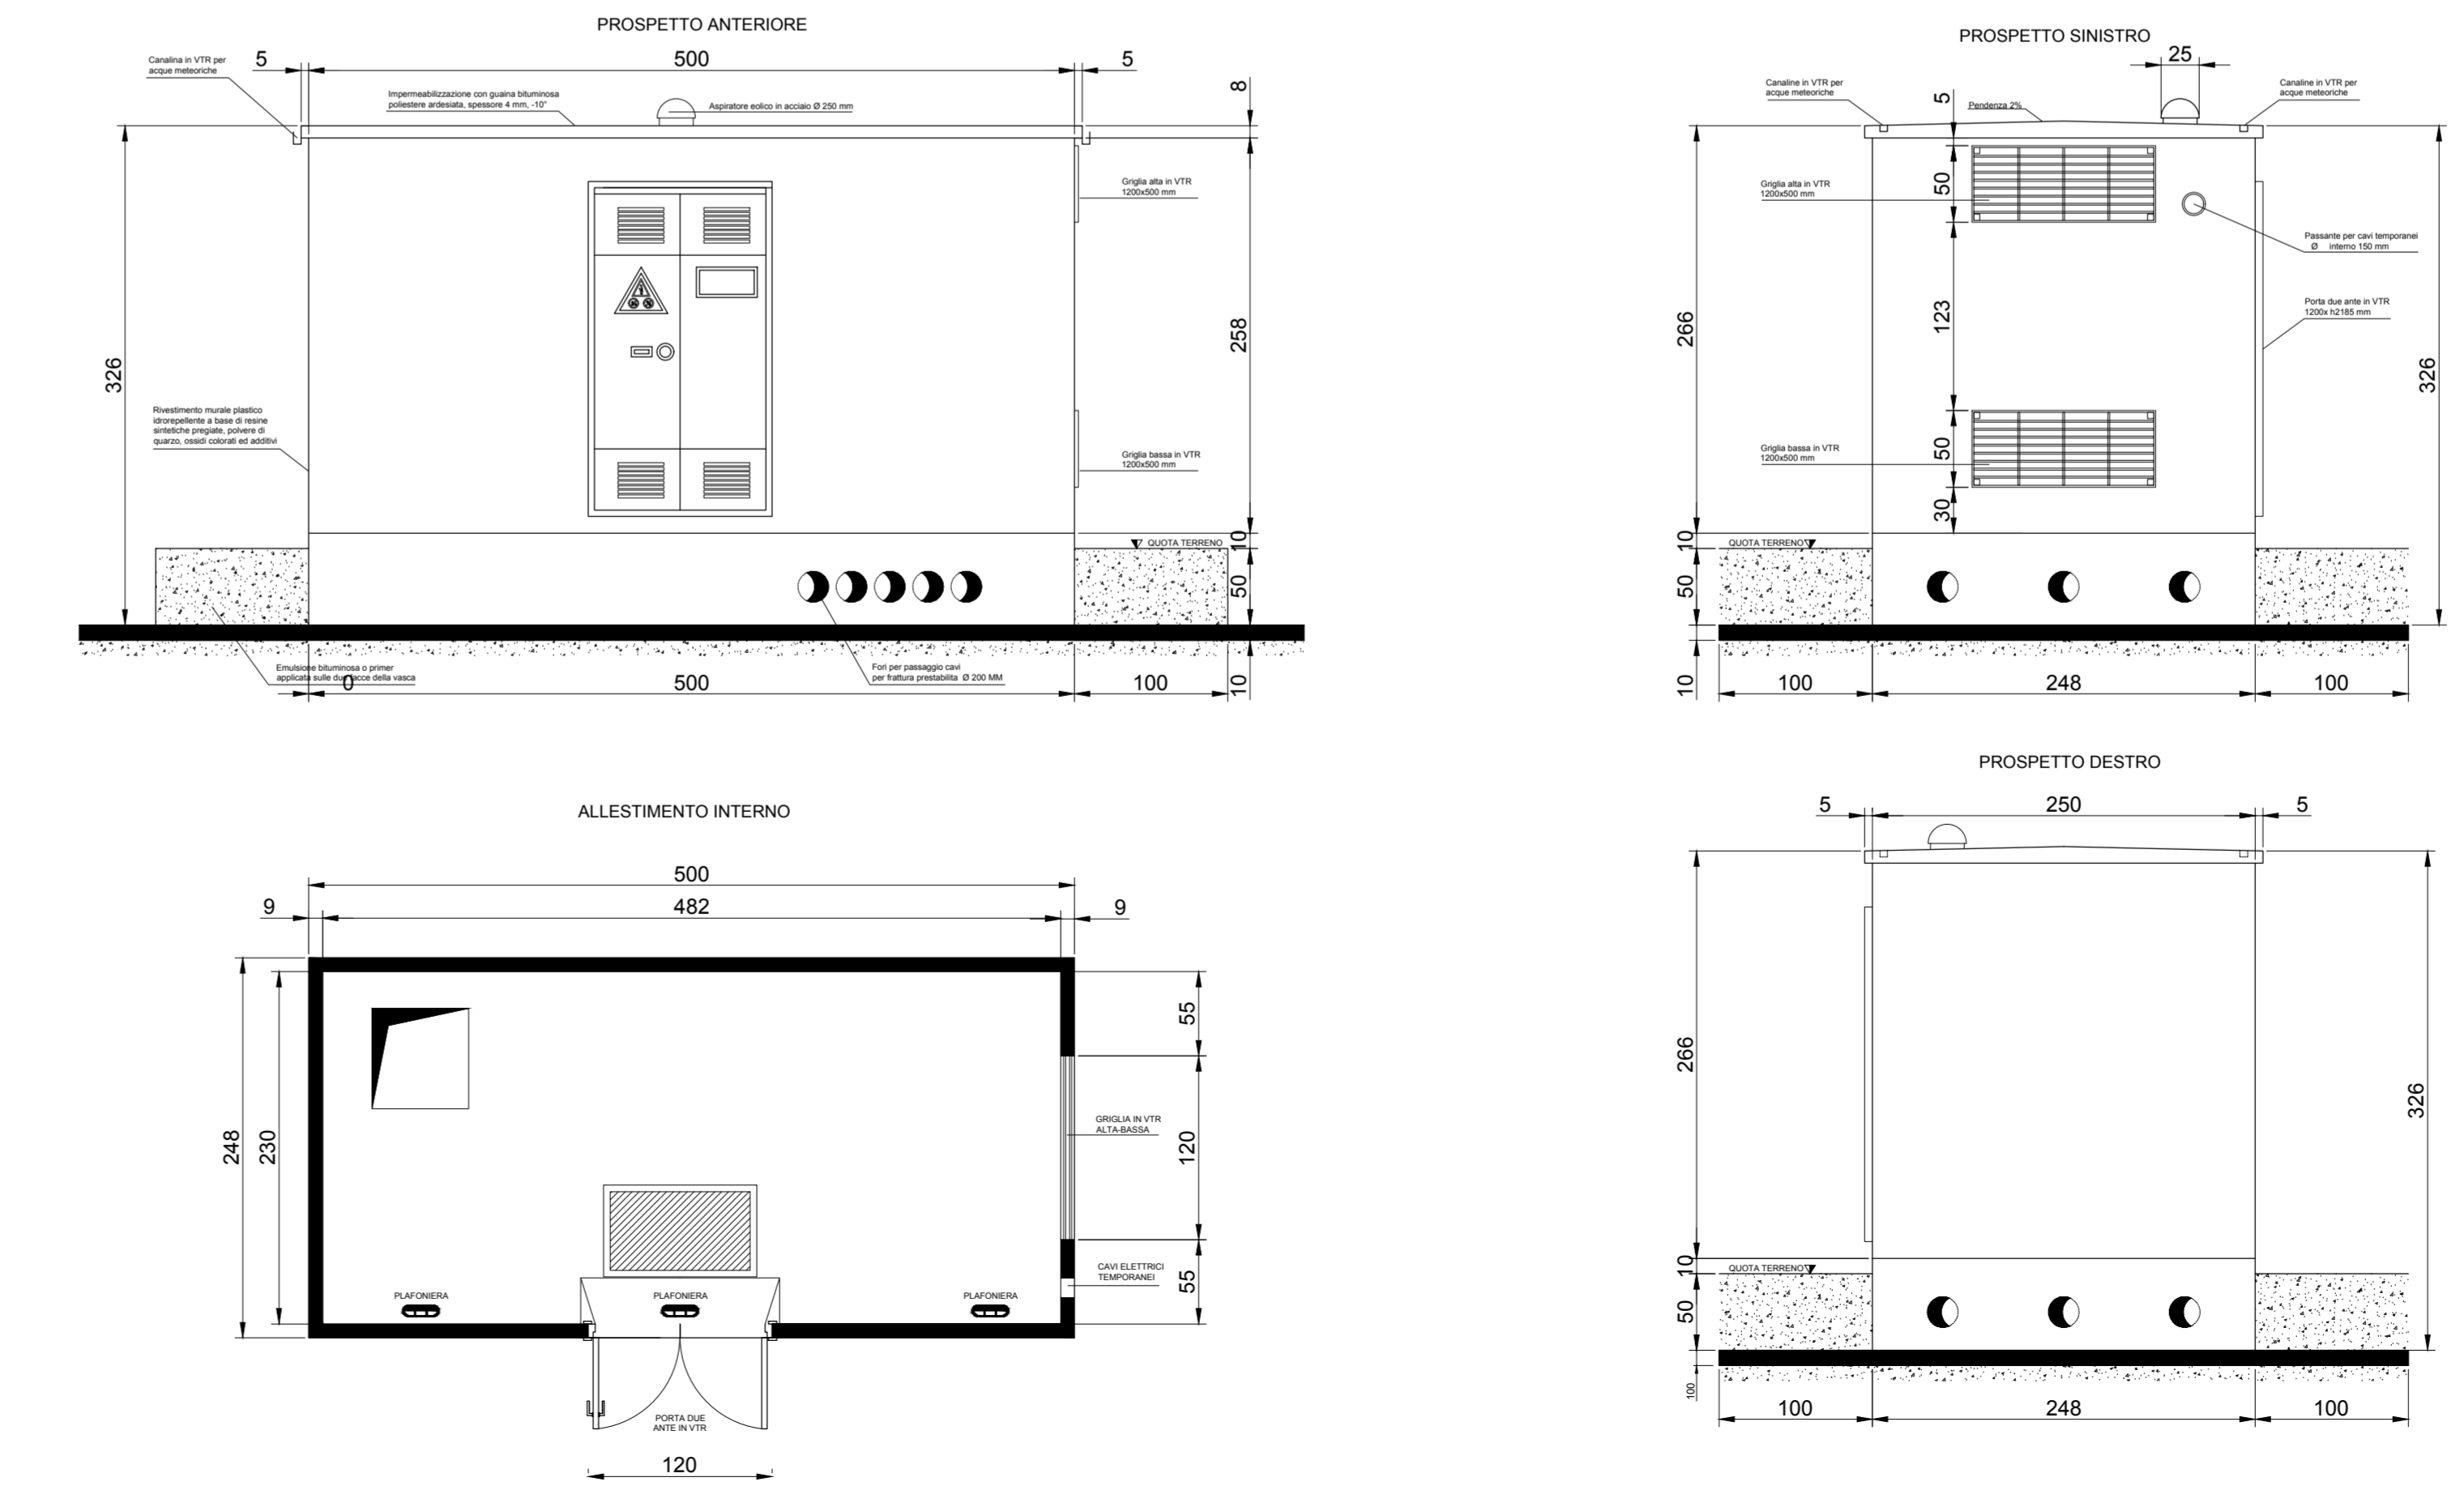 PROSPETTO ANTERIORE
Canalina in VTR per
acque meteoriche
5
500
5
Impermeabilizzazione con guaina bituminosa
poliestere ardesiata, spessore 4 mm, -10°
Aspiratore eolico in acciaio Ø 250 mm
8
Griglia alta in VTR
1200x500 mm
326
258
Rivestimento murale plastico
idrorepellente a base di resine
sintetiche pregiate, polvere di
quarzo, ossidi colorati ed additivi
Griglia bassa in VTR
1200x500 mm
QUOTA TERRENO
10
50
Emulsione bituminosa o primer
applicata sulle due facce della vasca
Fori per passaggio cavi
per frattura prestabilita Ø 200 MM
0
500
100
10
PROSPETTO SINISTRO
25
Canaline in VTR per
acque meteoriche
Canaline in VTR per
acque meteoriche
5
Pendenza 2%
Griglia alta in VTR
1200x500 mm
50
Passante per cavi temporanei
Ø interno 150 mm
266
123
Porta due ante in VTR
1200x h2185 mm
326
Griglia bassa in VTR
1200x500 mm
50
30
10
QUOTA TERRENO
50
10
100
248
100
ALLESTIMENTO INTERNO
500
9
482
9
55
248
230
GRIGLIA IN VTR
ALTA-BASSA
120
CAVI ELETTRICI
TEMPORANEI
55
PLAFONIERA
PLAFONIERA
PLAFONIERA
PORTA DUE
ANTE IN VTR
120
PROSPETTO DESTRO
5
250
5
266
326
10
QUOTA TERRENO
50
100
100
248
100